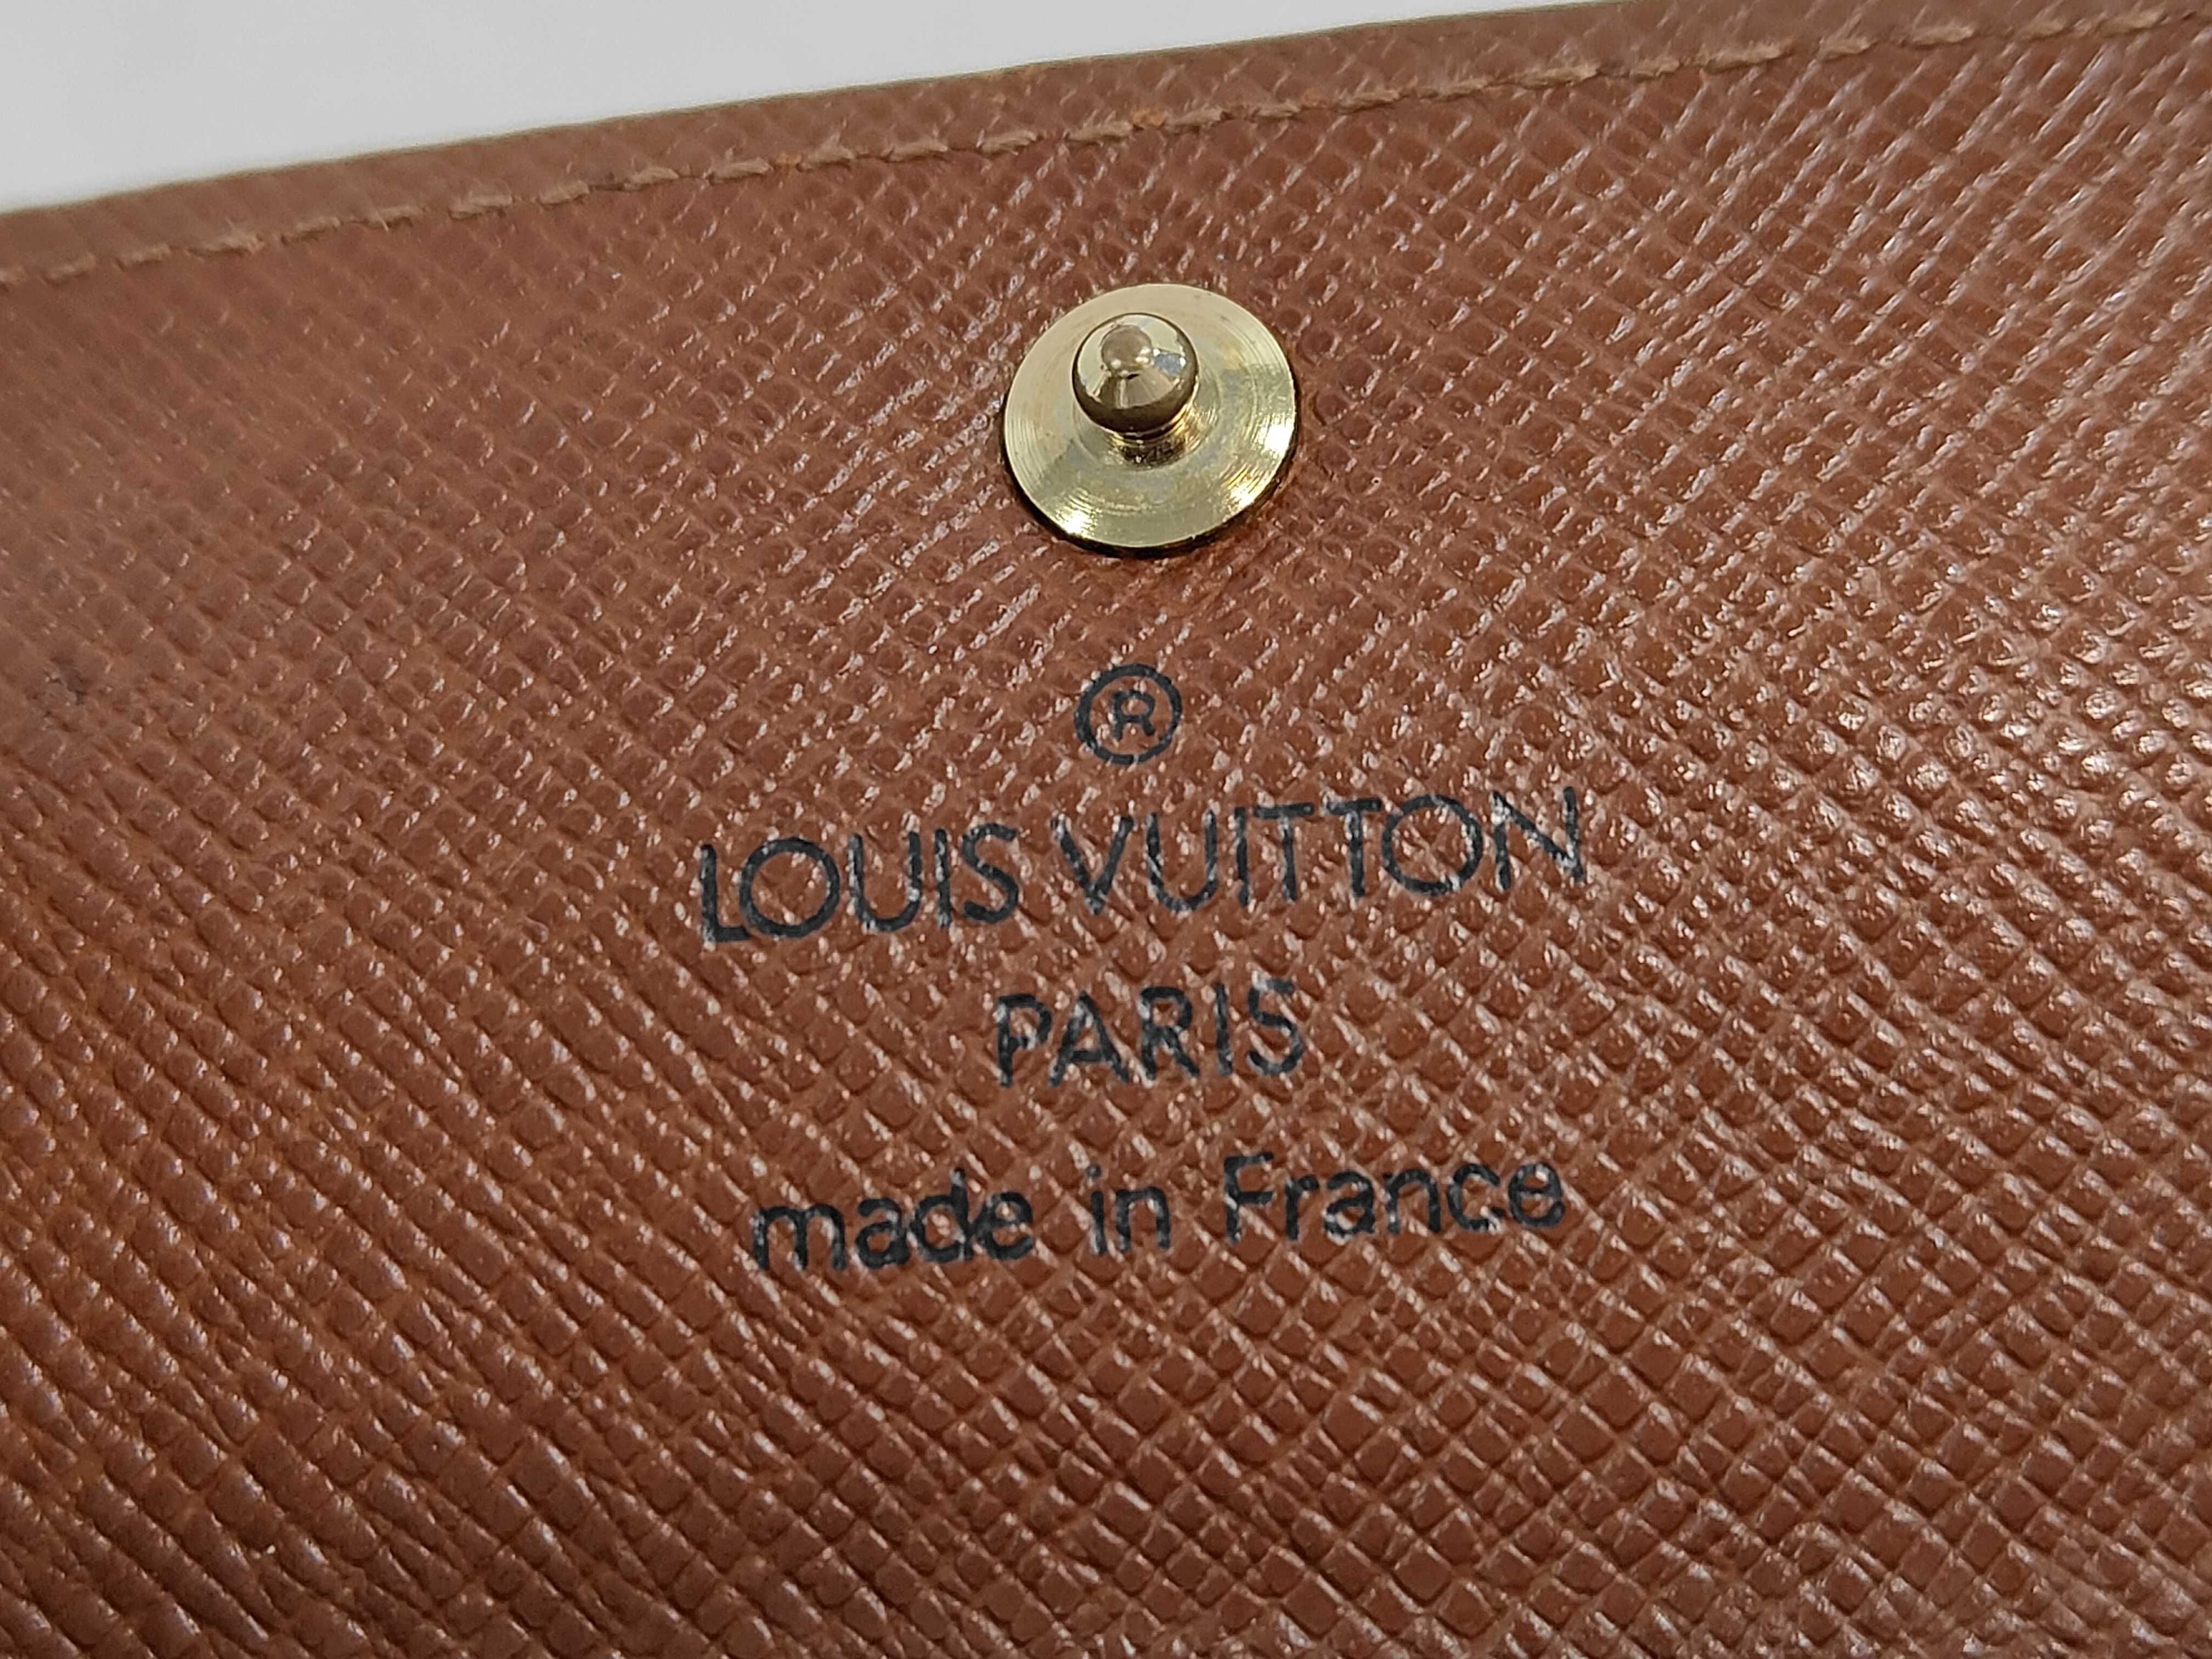 ®
LOUIS VUITTON
PARIS
made in France